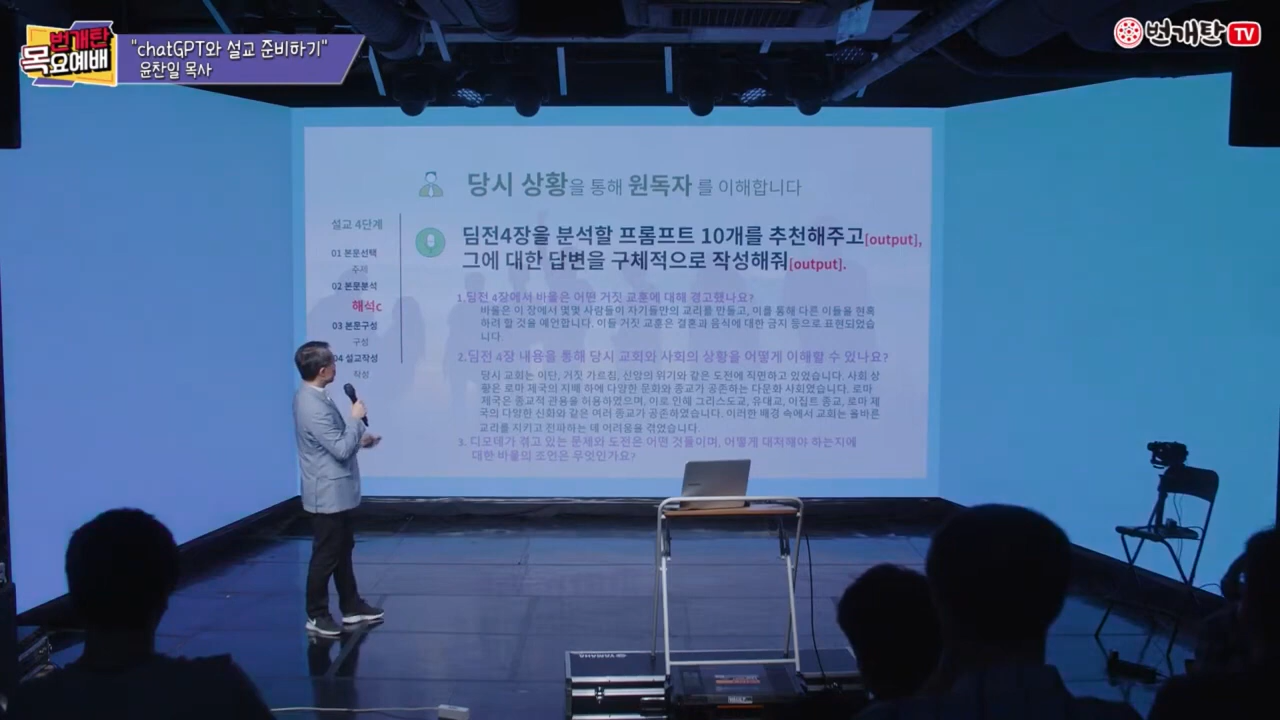 번개탄
목요예배
"chatGPT와 설교 준비하기"
윤찬일 목사
번개탄 TV
당시 상황을 통해 원독자 를 이해합니다
설교 4단계
01 본문선택
주제
02 본문분석
해석C
03 본문구성
구성
04 설교작성
작성
딤전4장을 분석할 프롬프트 10개를 추천해주고[output],
그에 대한 답변을 구체적으로 작성해줘[output].
1.딤전 4장에서 바울은 어떤 거짓 교훈에 대해 경고했나요?
바울은 이 장에서 몇몇 사람들이 자기들만의 교리를 만들고, 이를 통해 다른 이들을 현혹
하려 할 것을 예언합니다. 이들 거짓 교훈은 결혼과 음식에 대한 금지 등으로 표현되었습
니다.
2.딤전 4장 내용을 통해 당시 교회와 사회의 상황을 어떻게 이해할 수 있나요?
당시 교회는 이단, 거짓 가르침, 신앙의 위기와 같은 도전에 직면하고 있었습니다. 사회 상
황은 로마 제국의 지배 하에 다양한 문화와 종교가 공존하는 다문화 사회였습니다. 로마
제국은 종교적 관용을 허용하였으며, 이로 인해 그리스도교, 유대교, 이집트 종교, 로마 제
국의 다양한 신화와 같은 여러 종교가 공존하였습니다. 이러한 배경 속에서 교회는 올바른
교리를 지키고 전파하는 데 어려움을 겪었습니다.
3. 디모데가 겪고 있는 문제와 도전은 어떤 것들이며, 어떻게 대처해야 하는지에
대한 바울의 조언은 무엇인가요?
YAMAHA